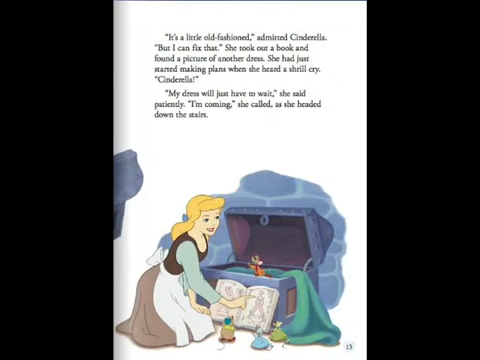 "It's a little old-fashioned," admitted Cinderella.
"But I can fix that." She took out a book and
found a picture of another dress. She had just
started making plans when she heard a shrill cry.
"Cinderella!"
"My dress will just have to wait," she said
patiently. "I'm coming," she called, as she headed
down the stairs.
13